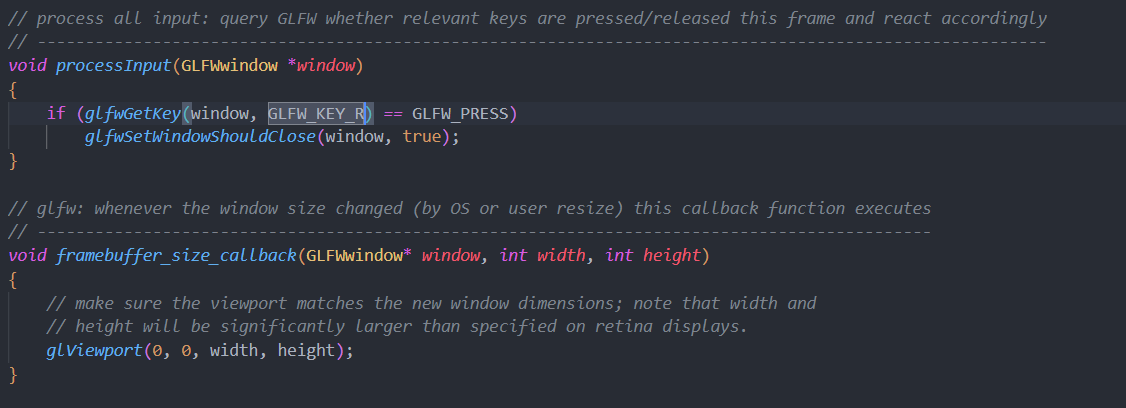 // process all input: query GLFW whether relevant keys are pressed/released this frame and react accordingly
// ---------------------------------------------------------------------------------------------------------
void processInput(GLFWwindow *window)
{
    if (glfwGetKey(window, GLFW_KEY_R) == GLFW_PRESS)
        glfwSetWindowShouldClose(window, true);
}

// glfw: whenever the window size changed (by OS or user resize) this callback function executes
// ---------------------------------------------------------------------------------------------
void framebuffer_size_callback(GLFWwindow* window, int width, int height)
{
    // make sure the viewport matches the new window dimensions; note that width and
    // height will be significantly larger than specified on retina displays.
    glViewport(0, 0, width, height);
}